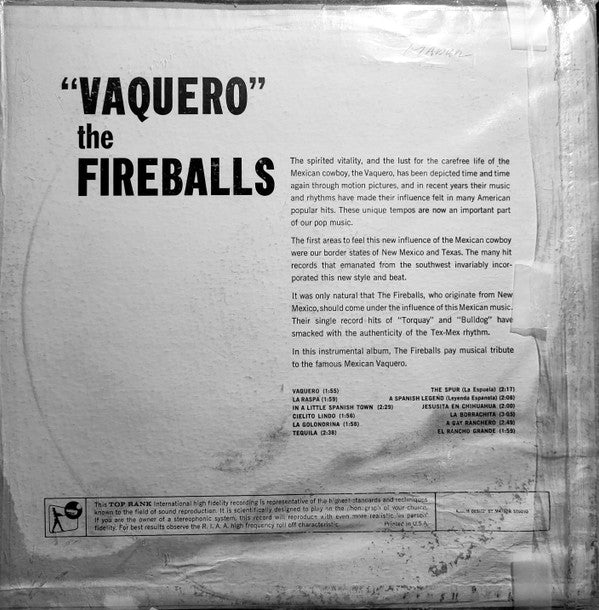 "VAQUERO"
the
FIREBALLS
The spirited vitality, and the lust for the carefree life of the
Mexican cowboy, the Vaquero, has been depicted time and time
again through motion pictures, and in recent years their music
and rhythms have made their influence felt in many American
popular hits. These unique tempos are now an important part
of our pop music.
The first areas to feel this new influence of the Mexican cowboy
were our border states of New Mexico and Texas. The many hit
records that emanated from the southwest invariably incor-
porated this new style and beat.
It was only natural that The Fireballs, who originate from New
Mexico, should come under the influence of this Mexican music.
Their single record hits of "Torquay" and "Bulldog" have
smacked with the authenticity of the Tex-Mex rhythm.
In this instrumental album, The Fireballs pay musical tribute
to the famous Mexican Vaquero.
VAQUERO (1:55)
LA RASPA (1:59)
IN A LITTLE SPANISH TOWN (2:29)
CIELITO LINDO (1:58)
LA GOLONDRINA (1:58)
TEQUILA (2:38)
THE SPUR (La Espuela) (2:17)
A SPANISH LEGEND (Leyenda Espanola) (2:06)
JESUSITA EN CHIHUAHUA (2:00)
LA BORRACHITA (3:05)
A GAY RANCHERO (2:49)
EL RANCHO GRANDE (1:59)
This TOP RANK International high fidelity recording is representative of the highest standards and techniques
known to the field of sound reproduction. It is scientifically designed to play on the phonograph of your choice.
If you are the owner of a stereophonic system, this record will reproduce with even more realistic
fidelity. For best results observe the R. I. A. A. high frequency roll off characteristic. Printed in U.S.A.
DESIGN BY STUDIO